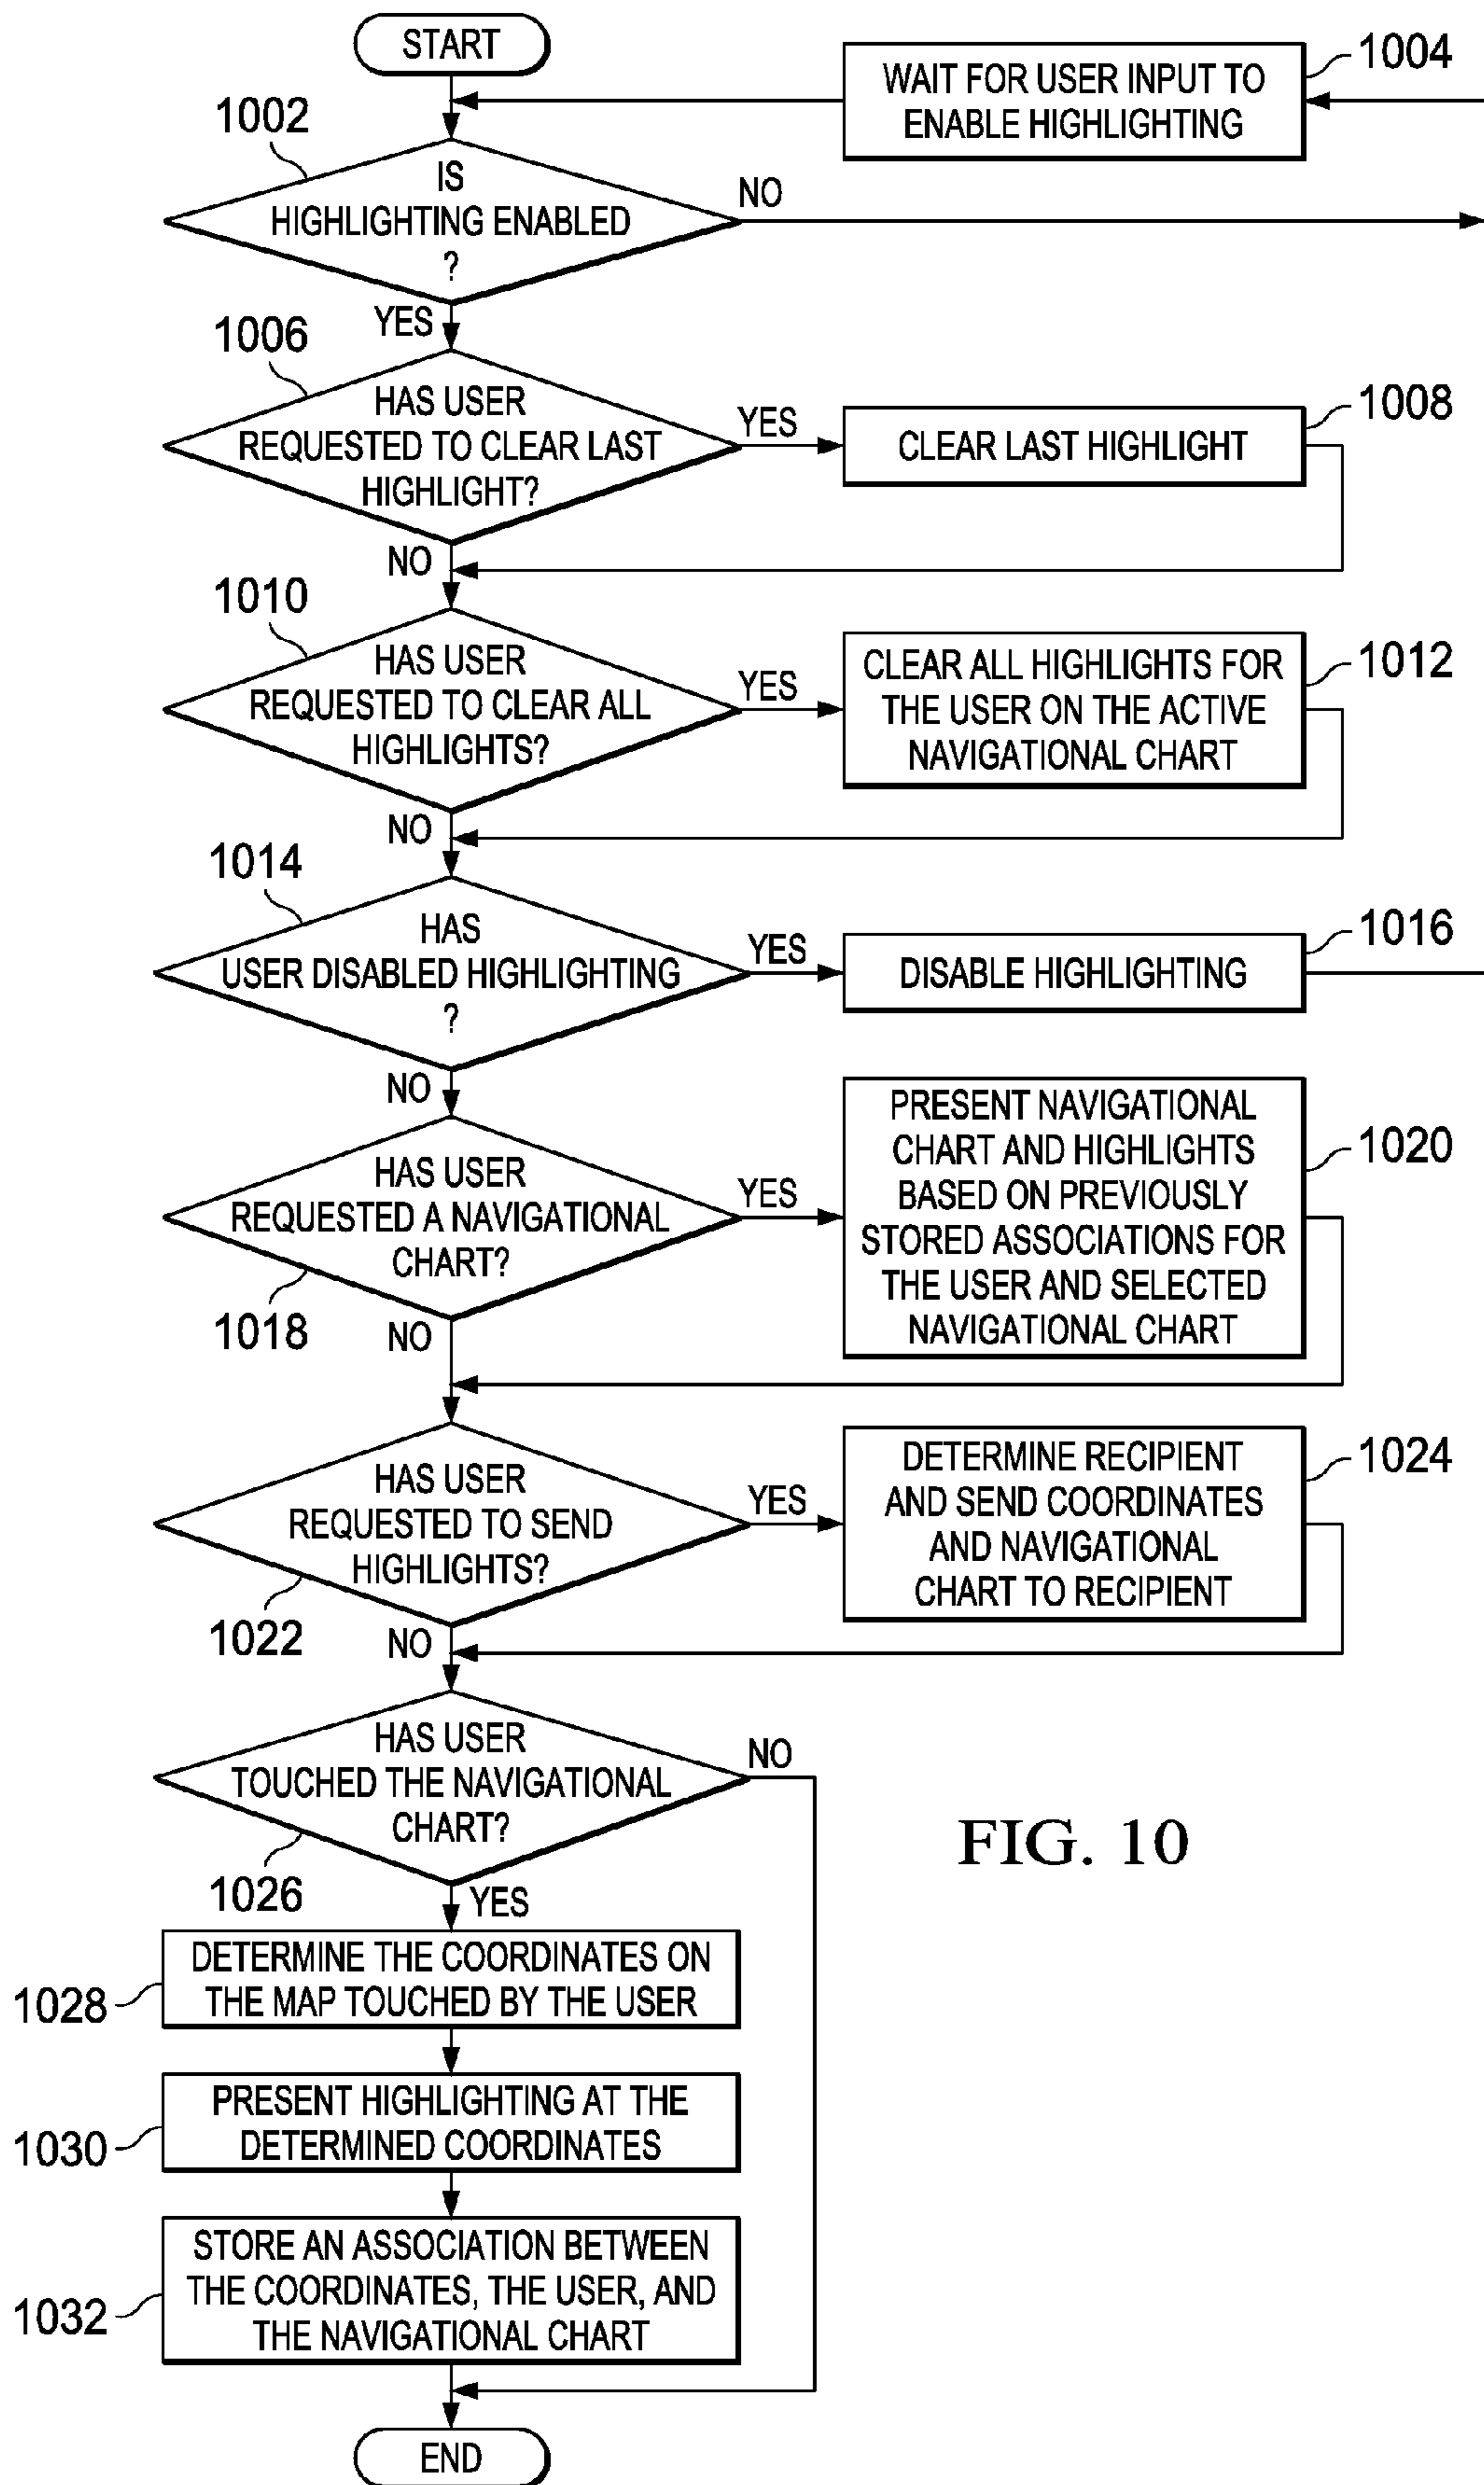 START
1004
WAIT FOR USER INPUT TO
ENABLE HIGHLIGHTING
1002
IS
HIGHLIGHTING ENABLED
?
NO
YES
1006
HAS USER
REQUESTED TO CLEAR LAST
HIGHLIGHT?
YES
1008
CLEAR LAST HIGHLIGHT
NO
1010
HAS USER
REQUESTED TO CLEAR ALL
HIGHLIGHTS?
YES
1012
CLEAR ALL HIGHLIGHTS FOR
THE USER ON THE ACTIVE
NAVIGATIONAL CHART
NO
1014
HAS
USER DISABLED HIGHLIGHTING
?
YES
1016
DISABLE HIGHLIGHTING
NO
HAS USER
REQUESTED A NAVIGATIONAL
CHART?
1018
YES
1020
PRESENT NAVIGATIONAL
CHART AND HIGHLIGHTS
BASED ON PREVIOUSLY
STORED ASSOCIATIONS FOR
THE USER AND SELECTED
NAVIGATIONAL CHART
NO
HAS USER
REQUESTED TO SEND
HIGHLIGHTS?
1022
YES
1024
DETERMINE RECIPIENT
AND SEND COORDINATES
AND NAVIGATIONAL
CHART TO RECIPIENT
NO
HAS USER
TOUCHED THE NAVIGATIONAL
CHART?
1026
NO
FIG. 10
YES
DETERMINE THE COORDINATES ON
THE MAP TOUCHED BY THE USER
1028
PRESENT HIGHLIGHTING AT THE
DETERMINED COORDINATES
1030
STORE AN ASSOCIATION BETWEEN
THE COORDINATES, THE USER, AND
THE NAVIGATIONAL CHART
1032
END